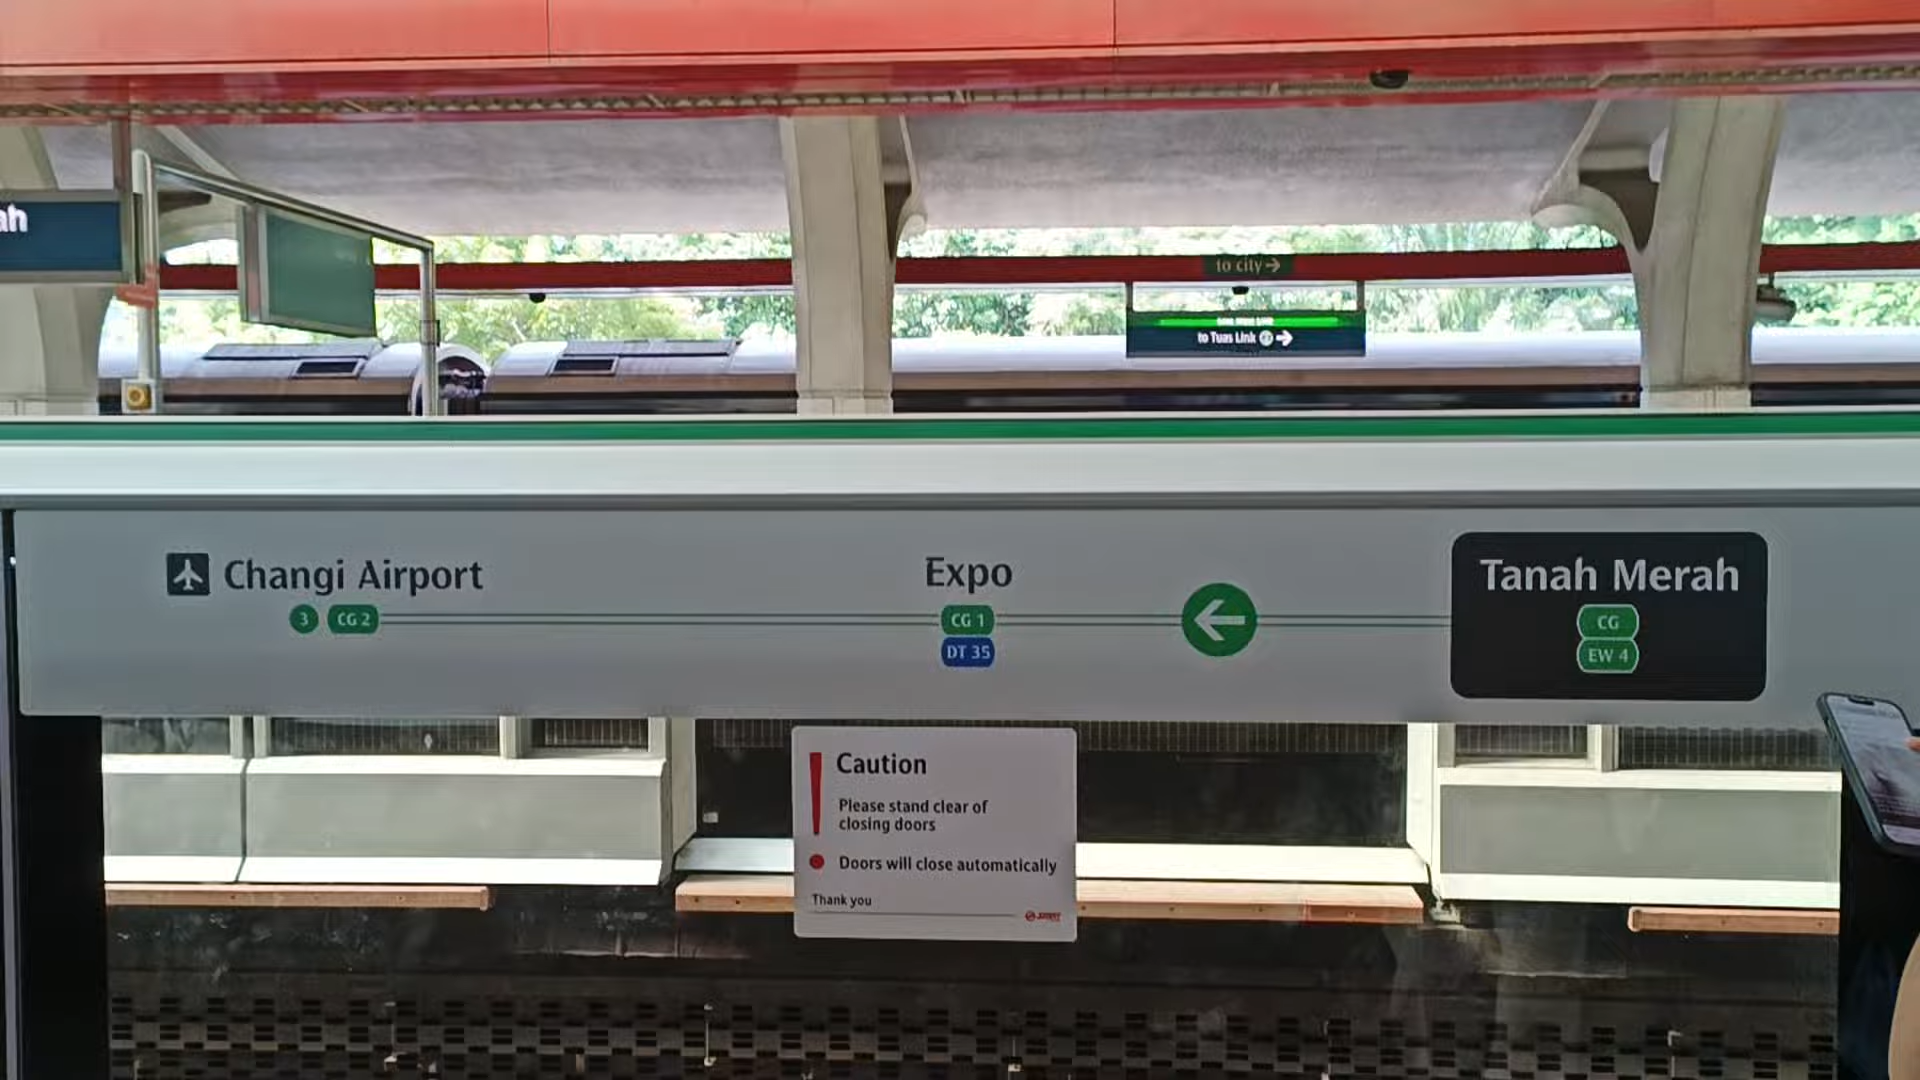 ah
to city
to Tuas Link
Changi Airport
3 CG 2
Expo
CG 1
DT 35
Tanah Merah
CG
EW 4
Caution
Please stand clear of
closing doors
Doors will close automatically
Thank you